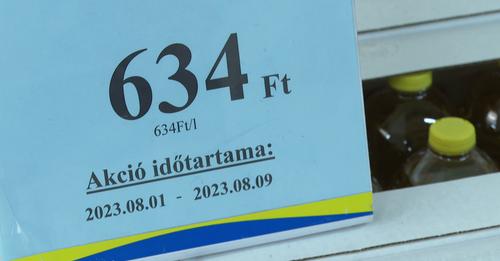 634 Ft
634Ft/l
Akció időtartama:
2023.08.01 - 2023.08.09